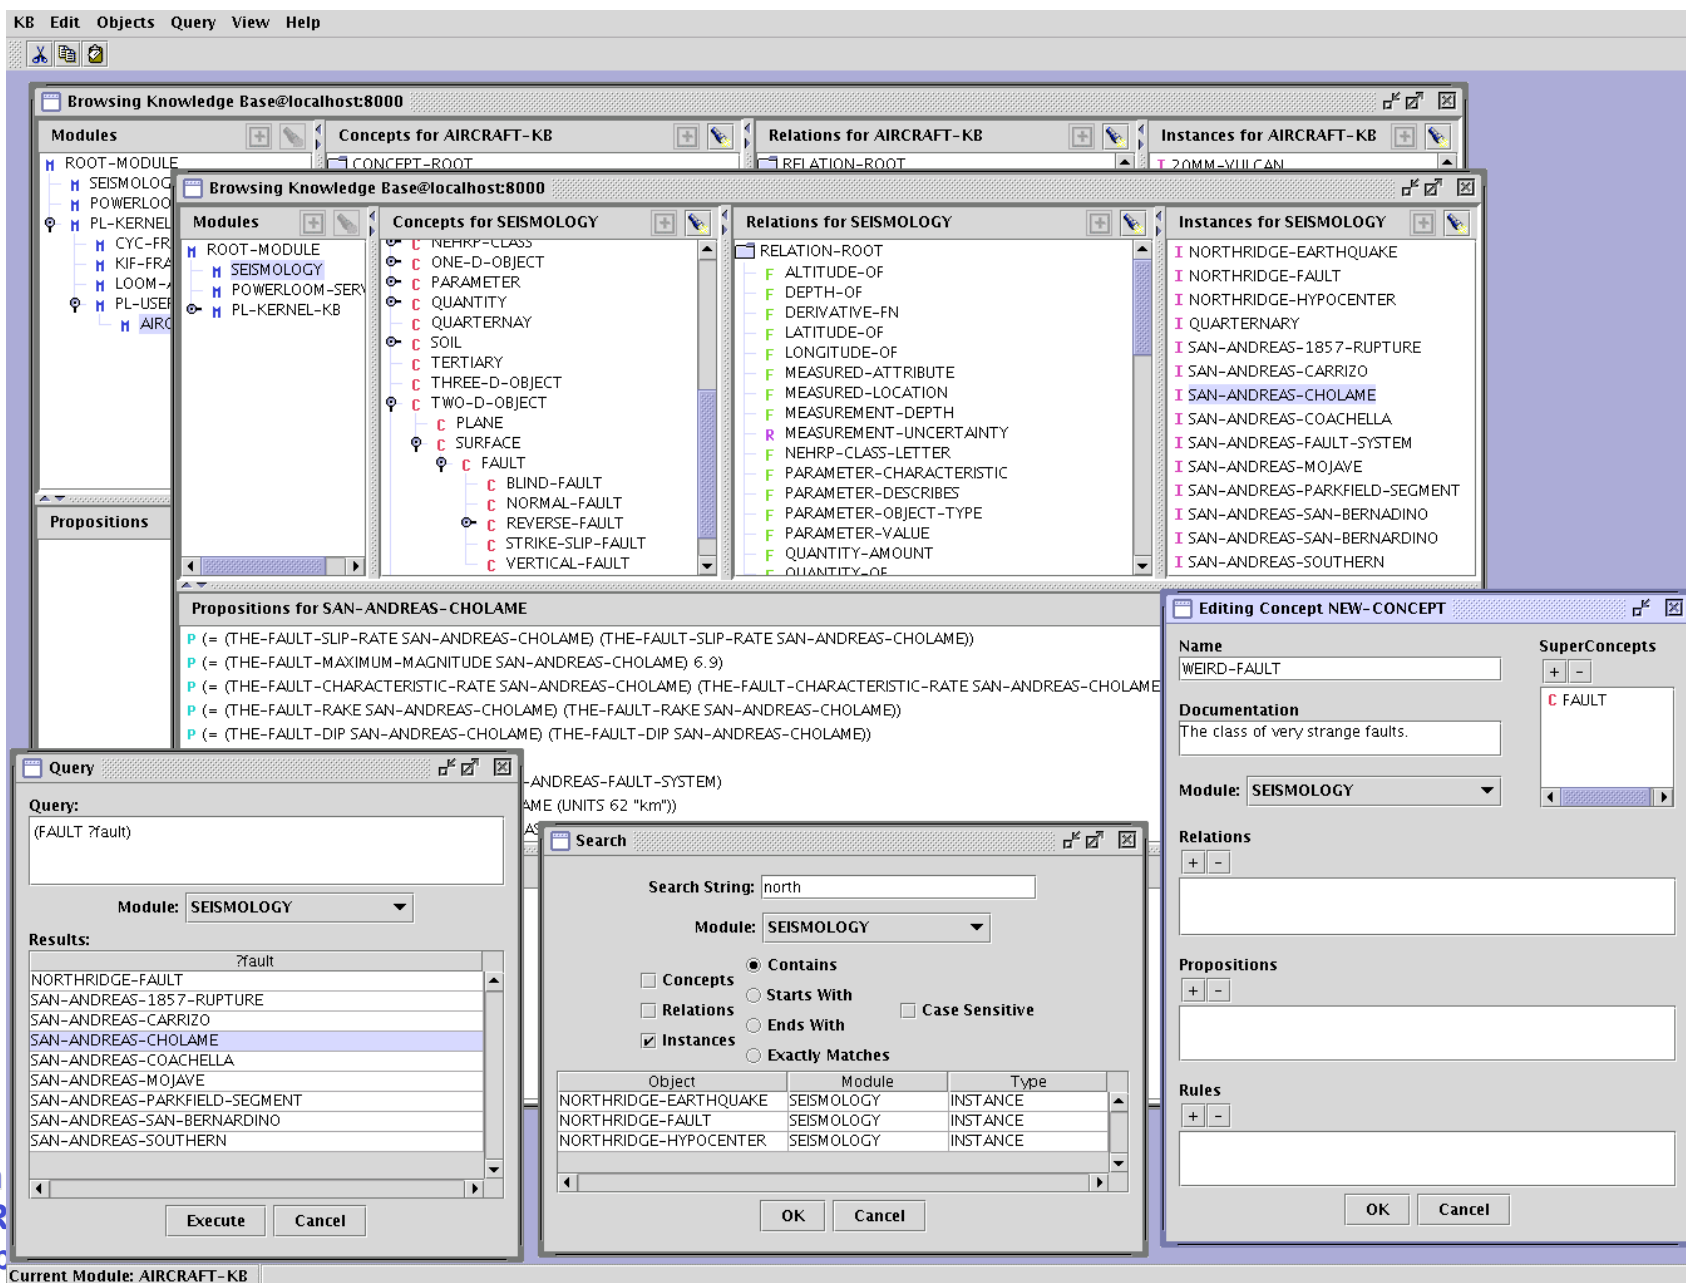 KB Edit Objects Query View Help
Browsing Knowledge Base@localhost:8000
Modules
Concepts for AIRCRAFT-KB
Relations for AIRCRAFT-KB
Instances for AIRCRAFT-KB
M ROOT-MODULE
CONCEPT-ROOT
RELATION-ROOT
I 20MM-VULCAN
M SEISMOLOG
M POWERLOO
M PL-KERNEL
M CYC-FR
M KIF-FRA
M LOOM-
M PL-USER
M AIRC
Propositions
Browsing Knowledge Base@localhost:8000
Modules
M ROOT-MODULE
M SEISMOLOGY
M POWERLOOM-SERV
M PL-KERNEL-KB
Concepts for SEISMOLOGY
C NEHRP-CLASS
C ONE-D-OBJECT
C PARAMETER
C QUANTITY
C QUARTERNAY
C SOIL
C TERTIARY
C THREE-D-OBJECT
C TWO-D-OBJECT
C PLANE
C SURFACE
C FAULT
C BLIND-FAULT
C NORMAL-FAULT
C REVERSE-FAULT
C STRIKE-SLIP-FAULT
C VERTICAL-FAULT
Relations for SEISMOLOGY
RELATION-ROOT
F ALTITUDE-OF
F DEPTH-OF
F DERIVATIVE-FN
F LATITUDE-OF
F LONGITUDE-OF
F MEASURED-ATTRIBUTE
F MEASURED-LOCATION
F MEASUREMENT-DEPTH
R MEASUREMENT-UNCERTAINTY
F NEHRP-CLASS-LETTER
F PARAMETER-CHARACTERISTIC
F PARAMETER-DESCRIBES
F PARAMETER-OBJECT-TYPE
F PARAMETER-VALUE
F QUANTITY-AMOUNT
F QUANTITY-OF
Instances for SEISMOLOGY
I NORTHRIDGE-EARTHQUAKE
I NORTHRIDGE-FAULT
I NORTHRIDGE-HYPOCENTER
I QUARTERNARY
I SAN-ANDREAS-1857-RUPTURE
I SAN-ANDREAS-CARRIZO
I SAN-ANDREAS-CHOLAME
I SAN-ANDREAS-COACHELLA
I SAN-ANDREAS-FAULT-SYSTEM
I SAN-ANDREAS-MOJAVE
I SAN-ANDREAS-PARKFIELD-SEGMENT
I SAN-ANDREAS-SAN-BERNADINO
I SAN-ANDREAS-SAN-BERNARDINO
I SAN-ANDREAS-SOUTHERN
Propositions for SAN-ANDREAS-CHOLAME
P (= (THE-FAULT-SLIP-RATE SAN-ANDREAS-CHOLAME) (THE-FAULT-SLIP-RATE SAN-ANDREAS-CHOLAME))
P (= (THE-FAULT-MAXIMUM-MAGNITUDE SAN-ANDREAS-CHOLAME) 6.9)
P (= (THE-FAULT-CHARACTERISTIC-RATE SAN-ANDREAS-CHOLAME) (THE-FAULT-CHARACTERISTIC-RATE SAN-ANDREAS-CHOLAME
P (= (THE-FAULT-RAKE SAN-ANDREAS-CHOLAME) (THE-FAULT-RAKE SAN-ANDREAS-CHOLAME))
P (= (THE-FAULT-DIP SAN-ANDREAS-CHOLAME) (THE-FAULT-DIP SAN-ANDREAS-CHOLAME))
-ANDREAS-FAULT-SYSTEM)
AME (UNITS 62 "km"))
Query
Query:
(FAULT ?fault)
Module: SEISMOLOGY
Results:
?fault
NORTHRIDGE-FAULT
SAN-ANDREAS-1857-RUPTURE
SAN-ANDREAS-CARRIZO
SAN-ANDREAS-CHOLAME
SAN-ANDREAS-COACHELLA
SAN-ANDREAS-MOJAVE
SAN-ANDREAS-PARKFIELD-SEGMENT
SAN-ANDREAS-SAN-BERNARDINO
SAN-ANDREAS-SOUTHERN
Execute Cancel
Search
Search String: north
Module: SEISMOLOGY
Concepts
Relations
Instances
Contains
Starts With
Ends With
Exactly Matches
Case Sensitive
Object Module Type
NORTHRIDGE-EARTHQUAKE SEISMOLOGY INSTANCE
NORTHRIDGE-FAULT SEISMOLOGY INSTANCE
NORTHRIDGE-HYPOCENTER SEISMOLOGY INSTANCE
OK Cancel
Editing Concept NEW-CONCEPT
Name
WEIRD-FAULT
Documentation
The class of very strange faults.
Module: SEISMOLOGY
SuperConcepts
+ -
C FAULT
Relations
+ -
Propositions
+ -
Rules
+ -
OK Cancel
Current Module: AIRCRAFT-KB